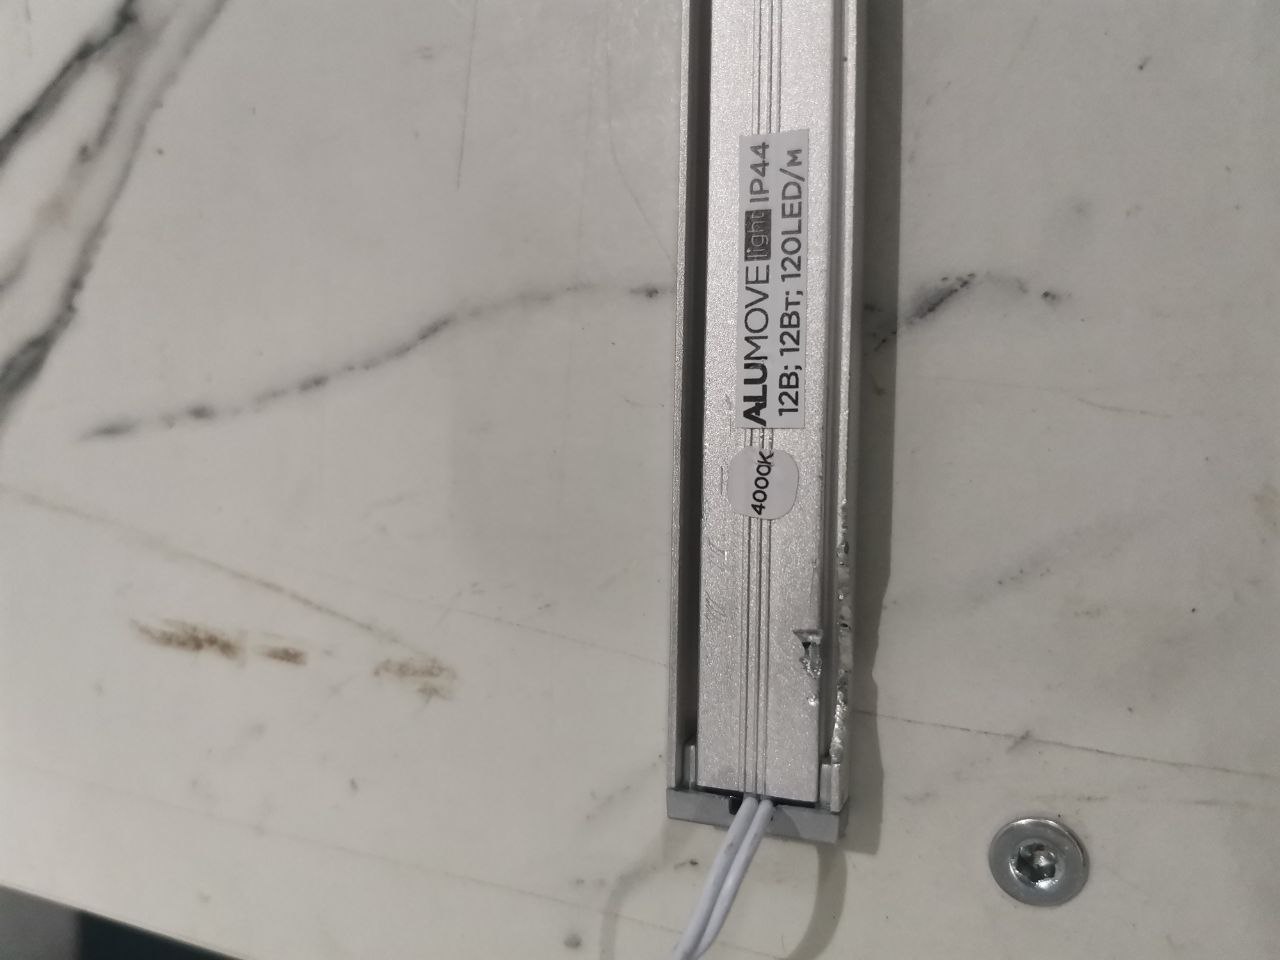 ALUMOVE light IP44
12В; 12Вт; 120LED/м
4000K